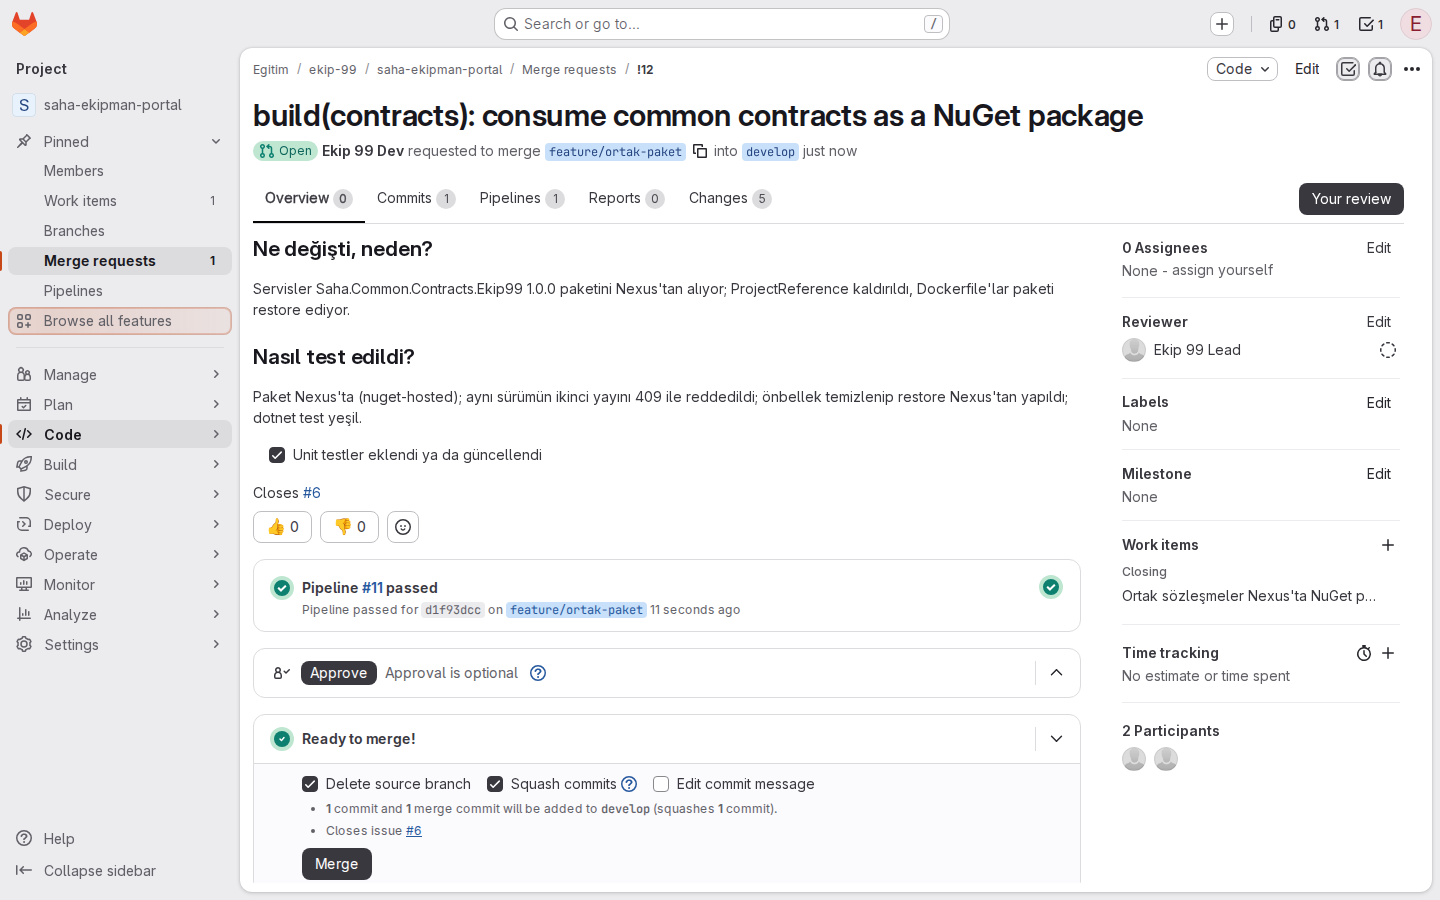 Search or go to...
/
0
1
1
E
Project
S
saha-ekipman-portal
Pinned
Members
Work items
1
Branches
Merge requests
1
Pipelines
Browse all features
Manage
Plan
Code
Build
Secure
Deploy
Operate
Monitor
Analyze
Settings
Help
Collapse sidebar
Egitim / ekip-99 / saha-ekipman-portal / Merge requests / !12
Code
Edit
build(contracts): consume common contracts as a NuGet package
Open Ekip 99 Dev requested to merge feature/ortak-paket into develop just now
Overview 0
Commits 1
Pipelines 1
Reports 0
Changes 5
Your review
Ne değişti, neden?
Servisler Saha.Common.Contracts.Ekip99 1.0.0 paketini Nexus'tan alıyor; ProjectReference kaldırıldı, Dockerfile'lar paketi
restore ediyor.
Nasıl test edildi?
Paket Nexus'ta (nuget-hosted); aynı sürümün ikinci yayını 409 ile reddedildi; önbellek temizlenip restore Nexus'tan yapıldı;
dotnet test yeşil.
Unit testler eklendi ya da güncellendi
Closes #6
👍 0
👎 0
Pipeline #11 passed
Pipeline passed for d1f93dcc on feature/ortak-paket 11 seconds ago
Approve Approval is optional
Ready to merge!
Delete source branch
Squash commits
Edit commit message
1 commit and 1 merge commit will be added to develop (squashes 1 commit).
Closes issue #6
Merge
0 Assignees
Edit
None - assign yourself
Reviewer
Edit
Ekip 99 Lead
Labels
Edit
None
Milestone
Edit
None
Work items
Closing
Ortak sözleşmeler Nexus'ta NuGet p…
Time tracking
No estimate or time spent
2 Participants